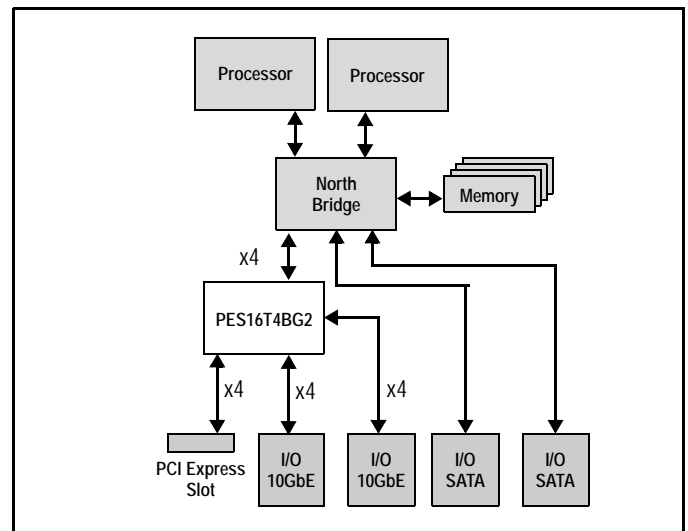 Processor
Processor
North
Bridge
Memory
x4
PES16T4BG2
x4
x4
x4
PCI Express
Slot
I/O
10GbE
I/O
10GbE
I/O
SATA
I/O
SATA